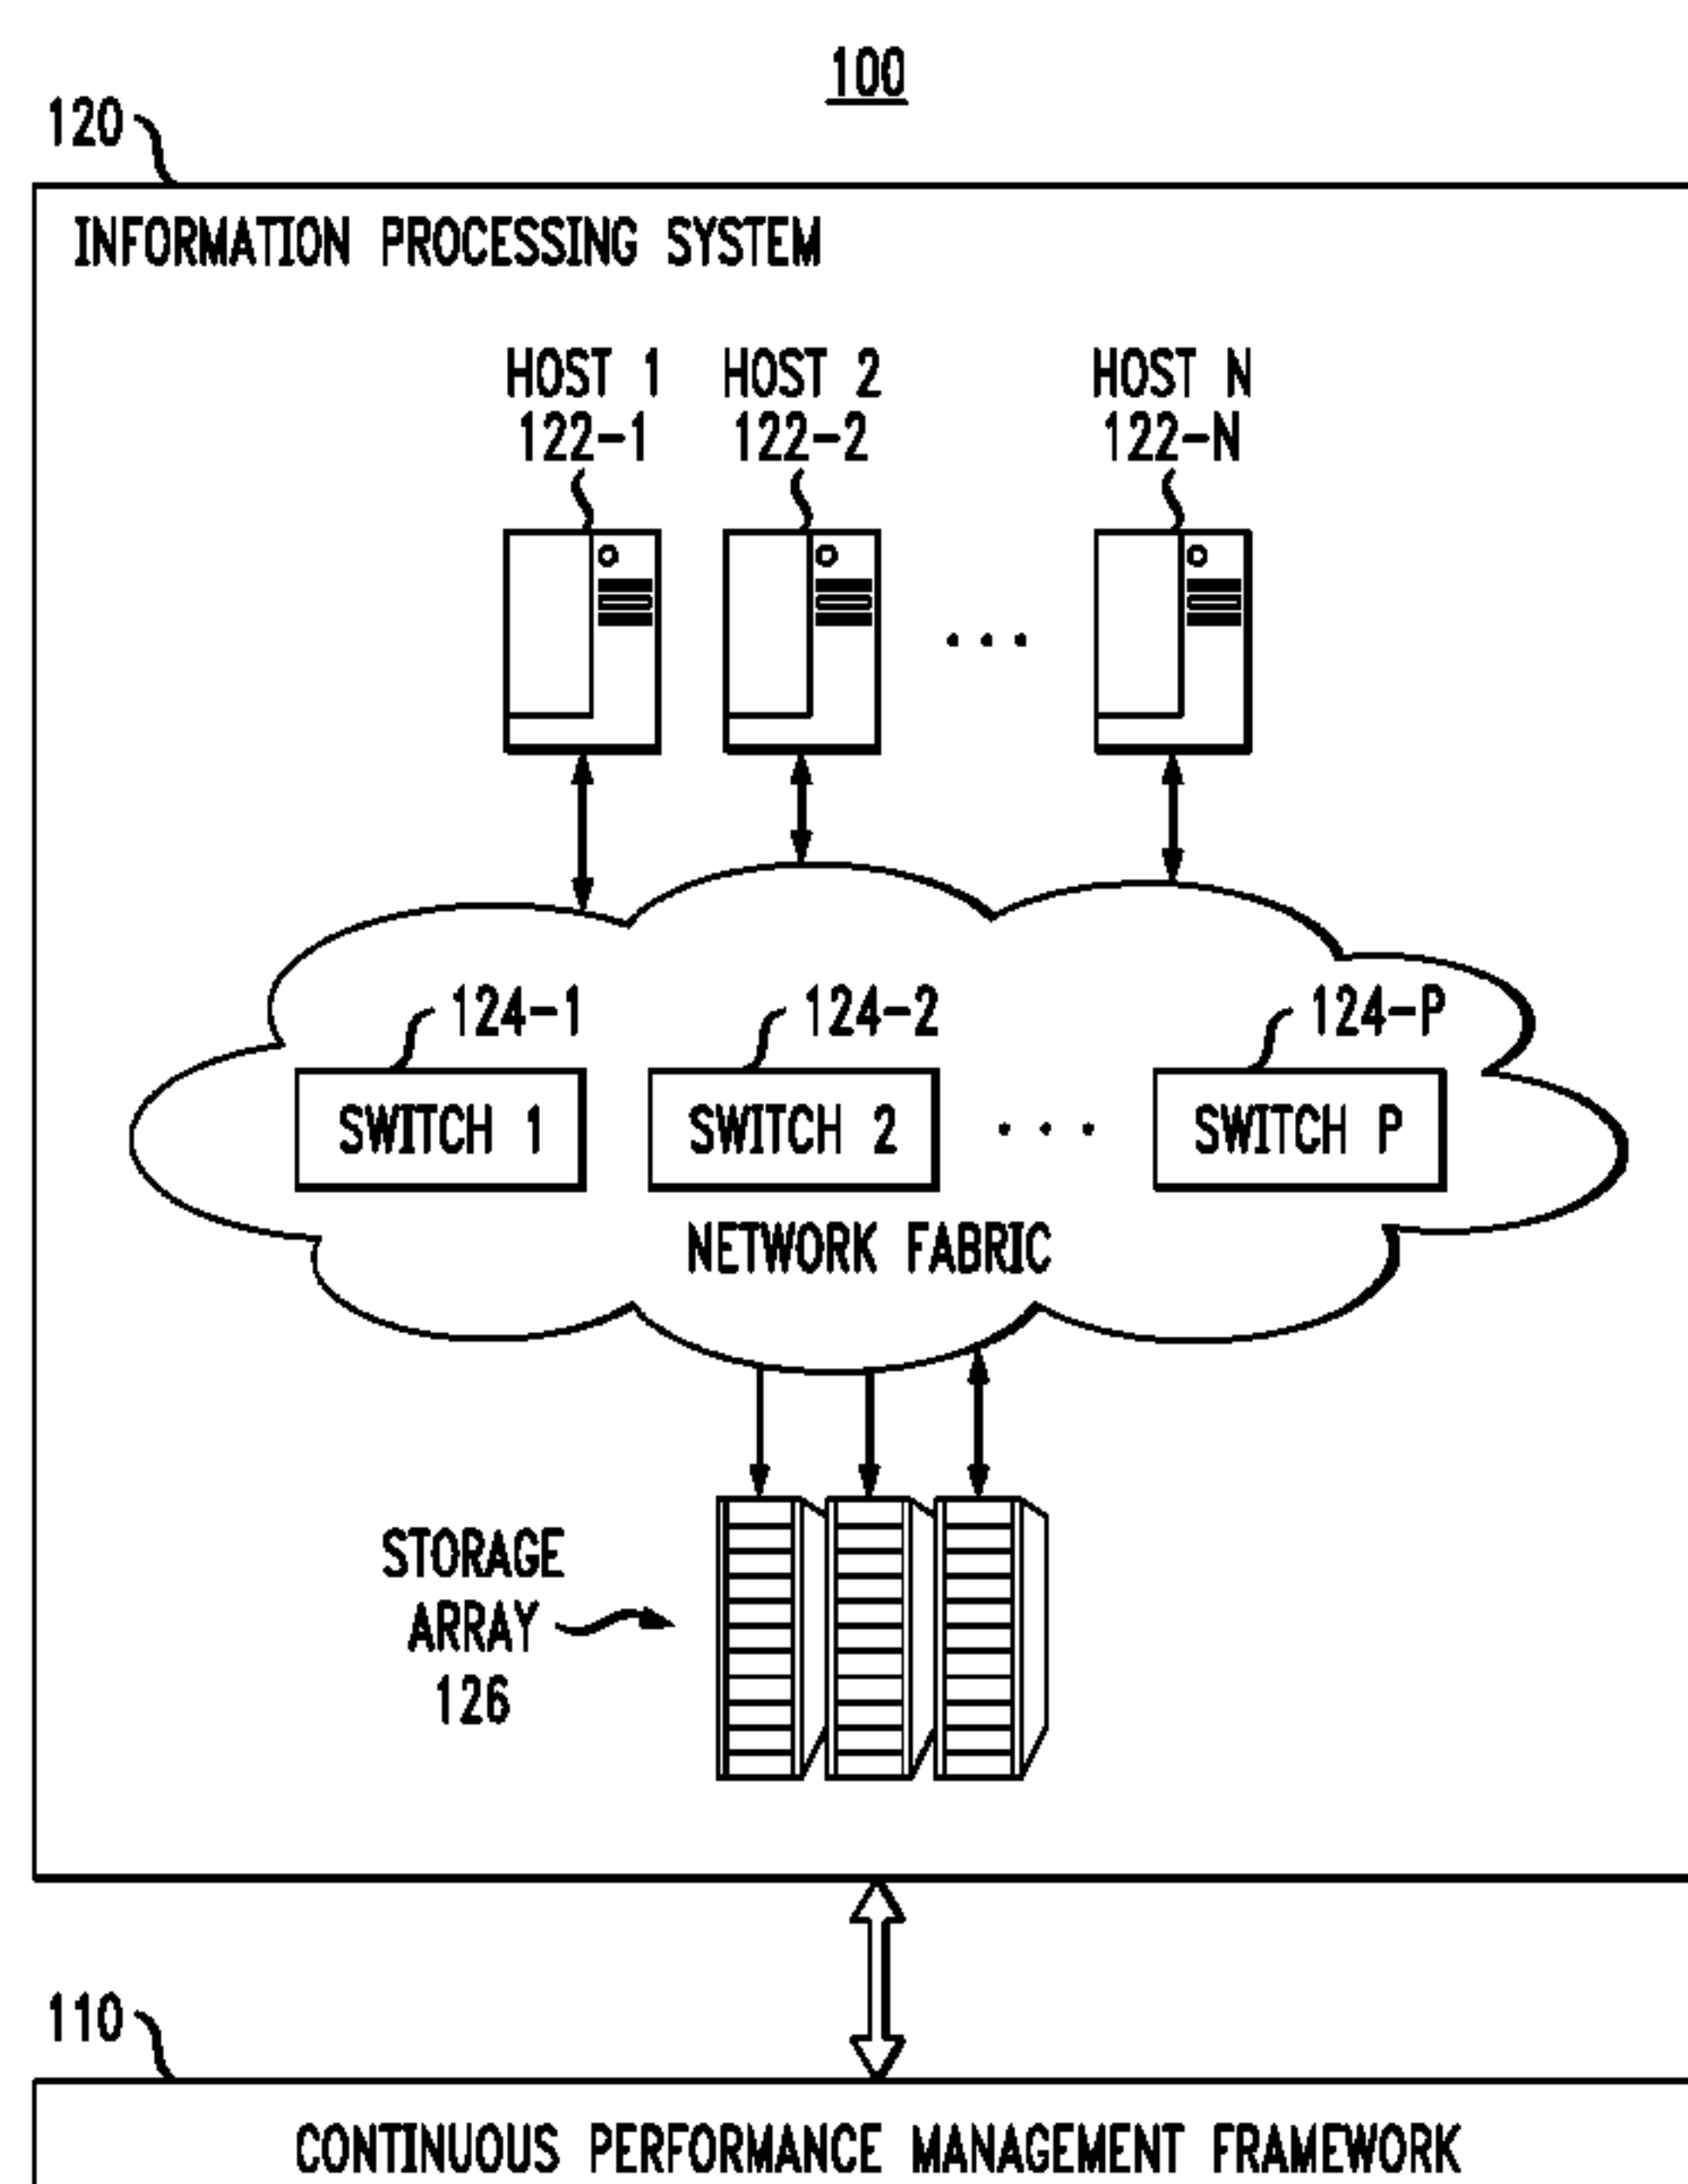 100
120
INFORMATION PROCESSING SYSTEM
HOST 1 HOST 2 HOST N
122-1 122-2 122-N
124-1 124-2 124-P
SWITCH 1 SWITCH 2 SWITCH P
NETWORK FABRIC
STORAGE
ARRAY
126
110
CONTINUOUS PERFORMANCE MANAGEMENT FRAMEWORK